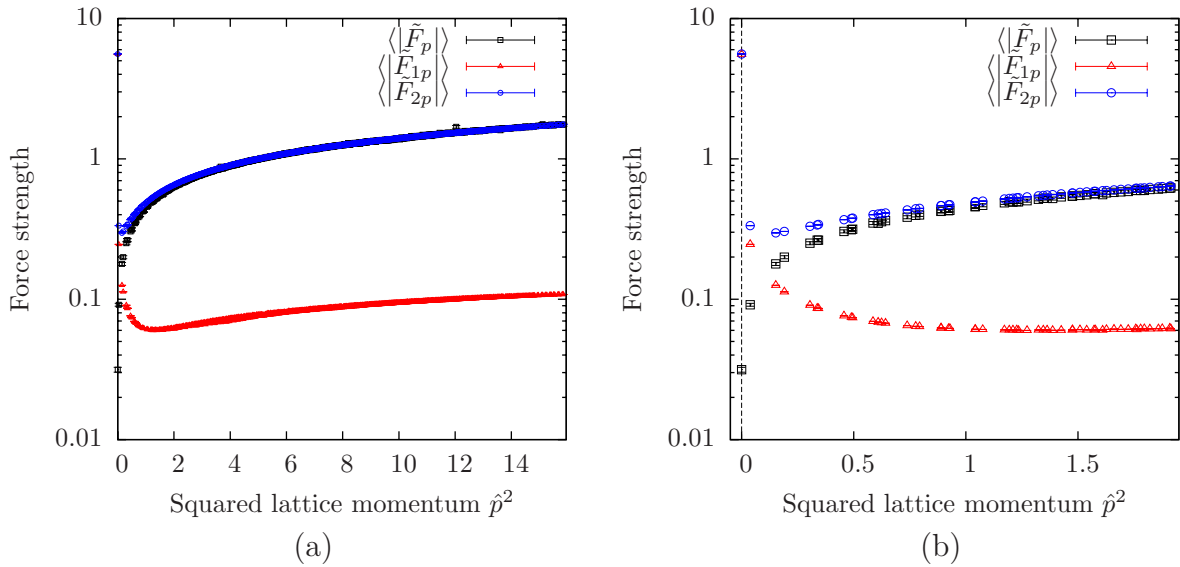 10
1
0.1
0.01
Force strength
⟨|F̃_p|⟩
⟨|F̃_{1p}|⟩
⟨|F̃_{2p}|⟩
0 2 4 6 8 10 12 14
Squared lattice momentum p̂²
(a)
10
1
0.1
0.01
Force strength
⟨|F̃_p|⟩
⟨|F̃_{1p}|⟩
⟨|F̃_{2p}|⟩
0 0.5 1 1.5
Squared lattice momentum p̂²
(b)